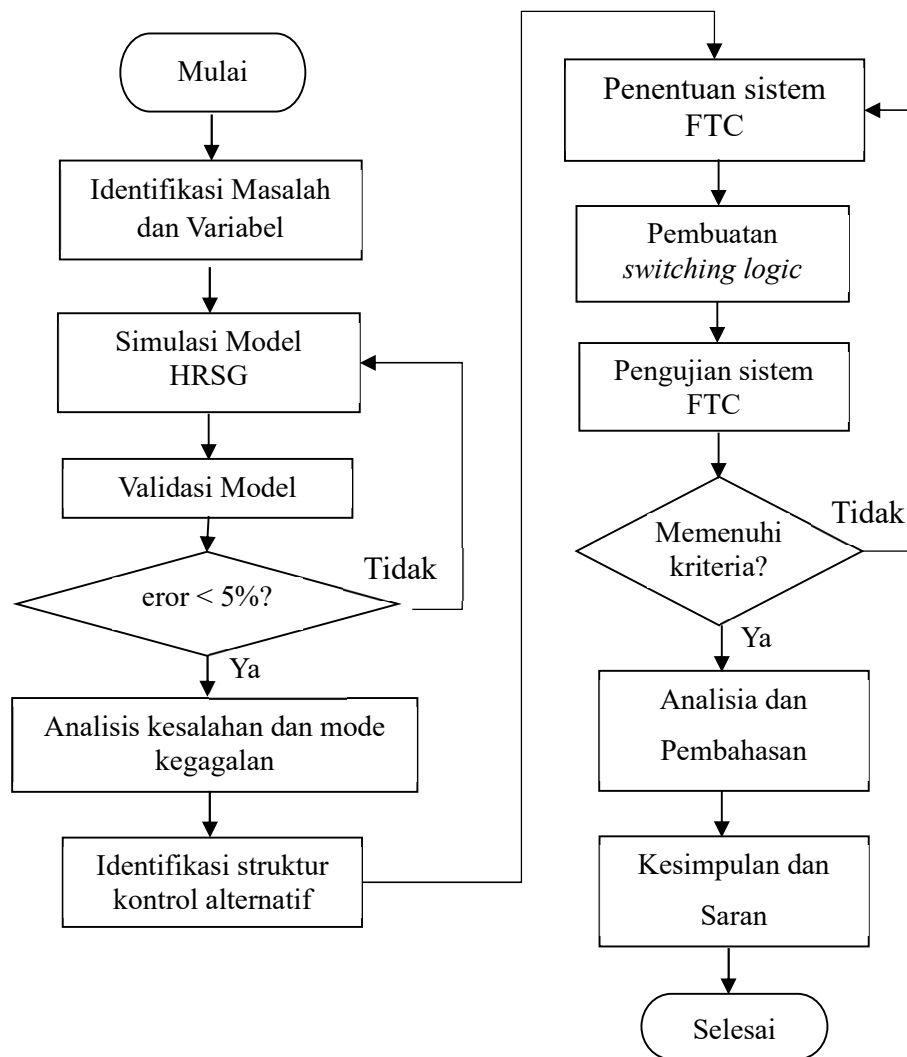 Mulai
Identifikasi Masalah
dan Variabel
Simulasi Model
HRSG
Validasi Model
eror < 5%?
Tidak
Ya
Analisis kesalahan dan mode
kegagalan
Identifikasi struktur
kontrol alternatif
Penentuan sistem
FTC
Pembuatan
switching logic
Pengujian sistem
FTC
Memenuhi
kriteria?
Tidak
Ya
Analisia dan
Pembahasan
Kesimpulan dan
Saran
Selesai